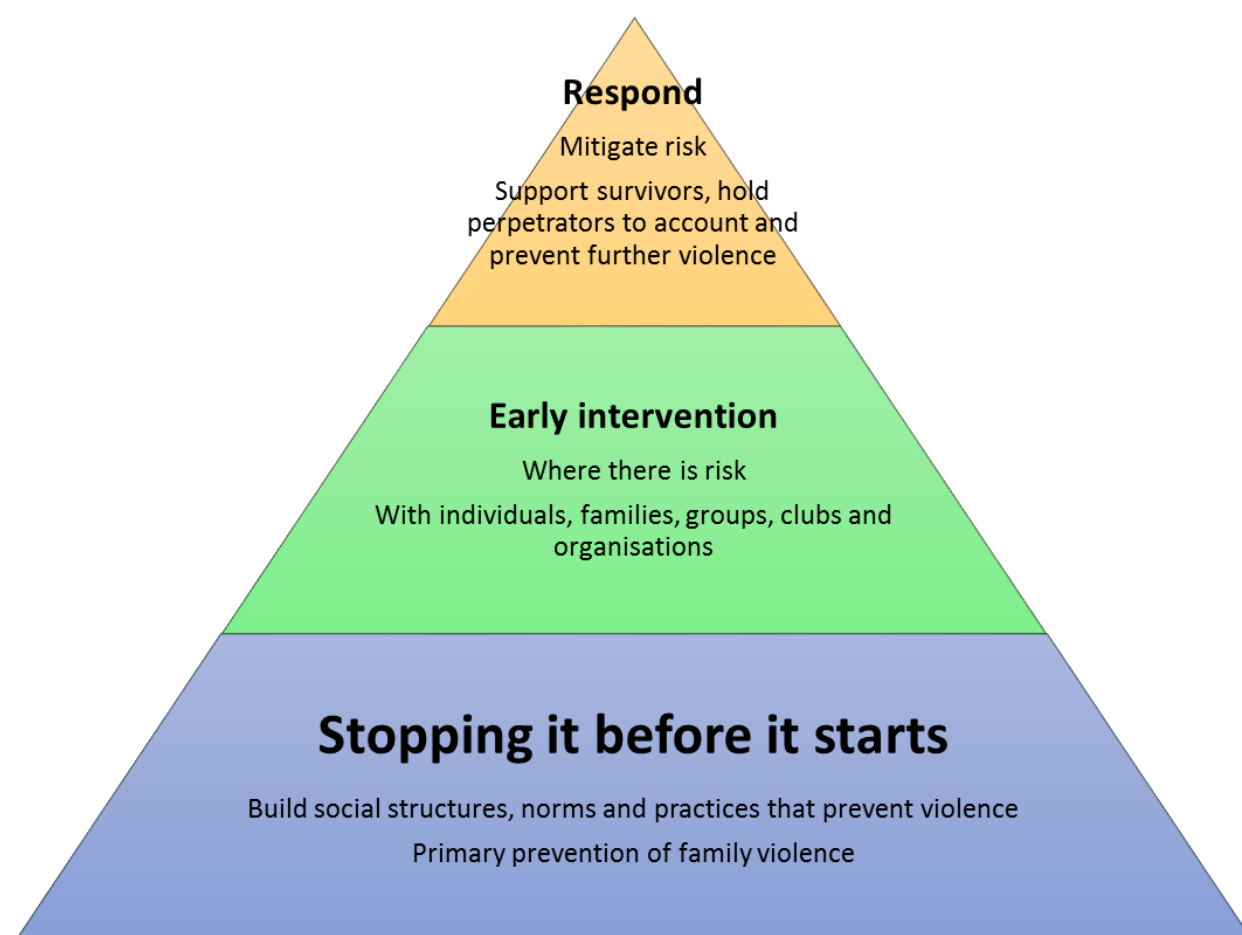 Respond
Mitigate risk
Support survivors, hold
perpetrators to account and
prevent further violence
Early intervention
Where there is risk
With individuals, families, groups, clubs and
organisations
Stopping it before it starts
Build social structures, norms and practices that prevent violence
Primary prevention of family violence